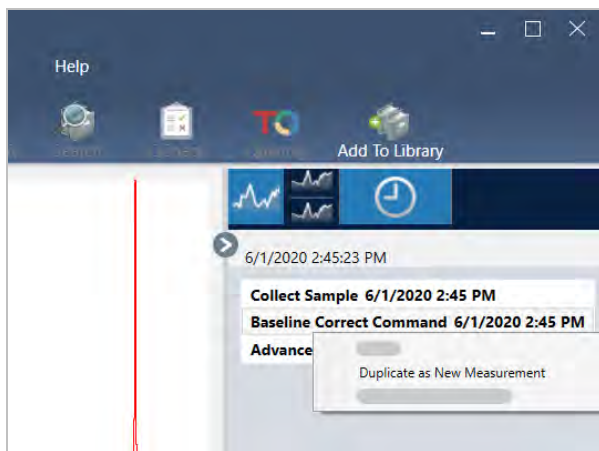 Help
TQ
Add To Library
6/1/2020 2:45:23 PM
Collect Sample 6/1/2020 2:45 PM
Baseline Correct Command 6/1/2020 2:45 PM
Advance
Duplicate as New Measurement